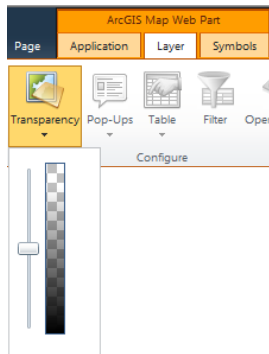 ArcGIS Map Web Part
Page Application Layer Symbols
Transparency Pop-Ups Table Filter
Configure